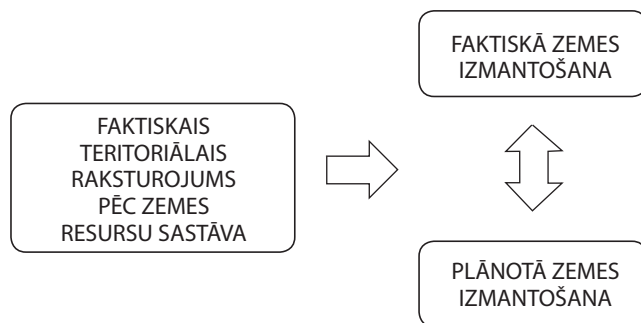 FAKTISKAIS
TERITORIĀLAIS
RAKSTUROJUMS
PĒC ZEMES
RESURSU SASTĀVA
FAKTISKĀ ZEMES
IZMANTOŠANA
PLĀNOTĀ ZEMES
IZMANTOŠANA